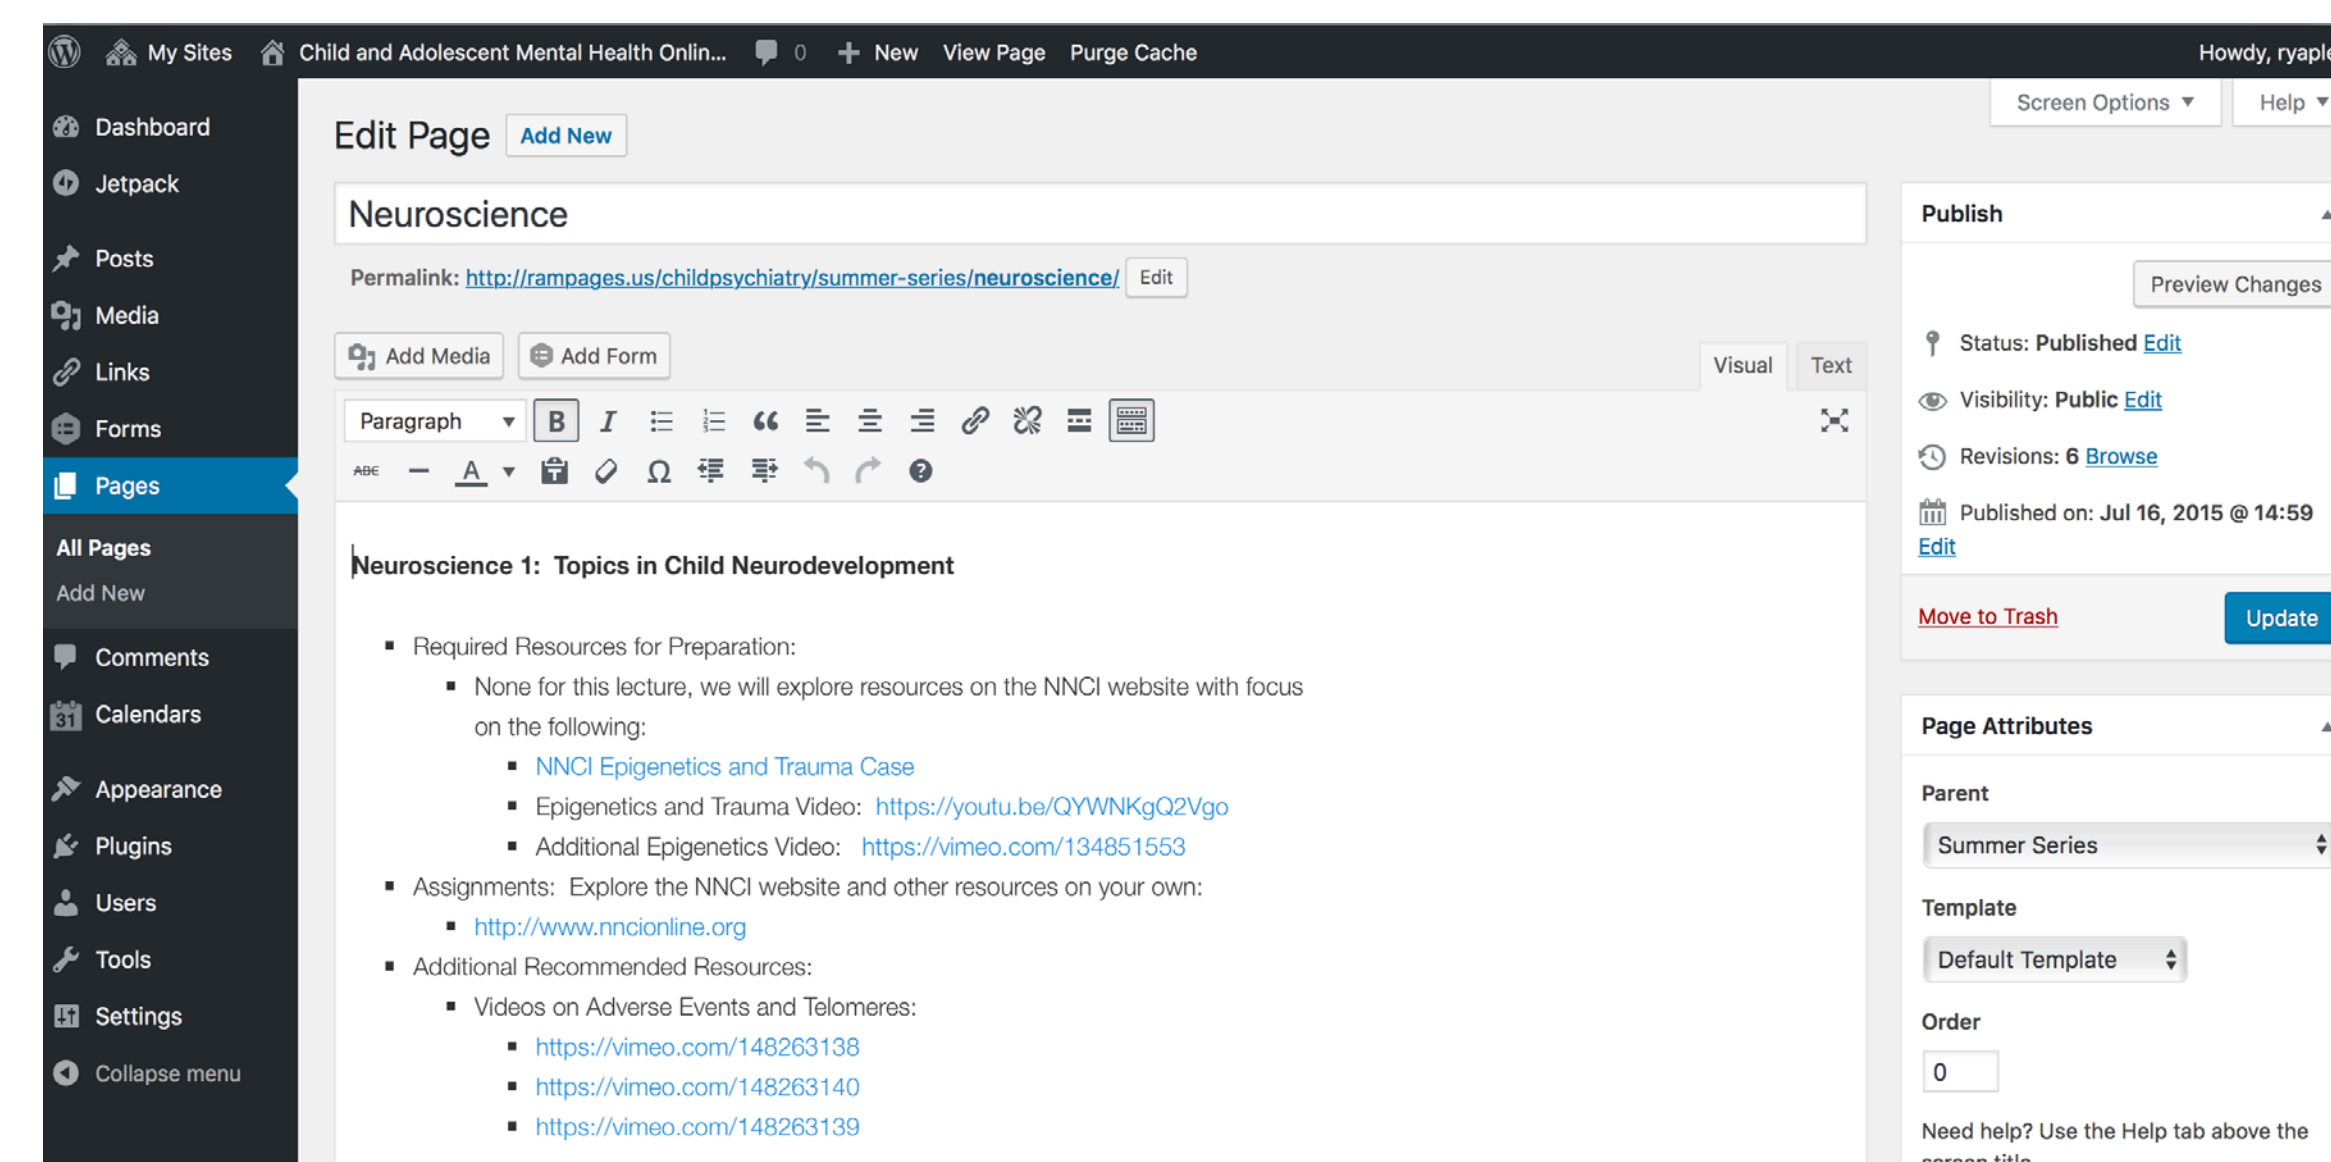 My Sites Child and Adolescent Mental Health Onlin... 0 New View Page Purge Cache Howdy,
Screen Options Help
Dashboard
Jetpack
Posts
Media
Links
Forms
Pages
All Pages
Add New
Comments
Calendars
31
Appearance
Plugins
Users
Tools
Settings
Collapse menu
Edit Page Add New
Neuroscience
Permalink: http://rampages.us/childpsychiatry/summer-series/neuroscience/ Edit
Add Media Add Form
Visual Text
Paragraph B I
ABC A Ω
Neuroscience 1: Topics in Child Neurodevelopment
Required Resources for Preparation:
None for this lecture, we will explore resources on the NNCI website with focus
on the following:
NNCI Epigenetics and Trauma Case
Epigenetics and Trauma Video: https://youtu.be/QYWNKgQ2Vgo
Additional Epigenetics Video: https://vimeo.com/134851553
Assignments: Explore the NNCI website and other resources on your own:
http://www.nncionline.org
Additional Recommended Resources:
Videos on Adverse Events and Telomeres:
https://vimeo.com/148263138
https://vimeo.com/148263140
https://vimeo.com/148263139
Publish
Preview Changes
Status: Published Edit
Visibility: Public Edit
Revisions: 6 Browse
Published on: Jul 16, 2015 @ 14:59
Edit
Move to Trash Update
Page Attributes
Parent
Summer Series
Template
Default Template
Order
0
Need help? Use the Help tab above the